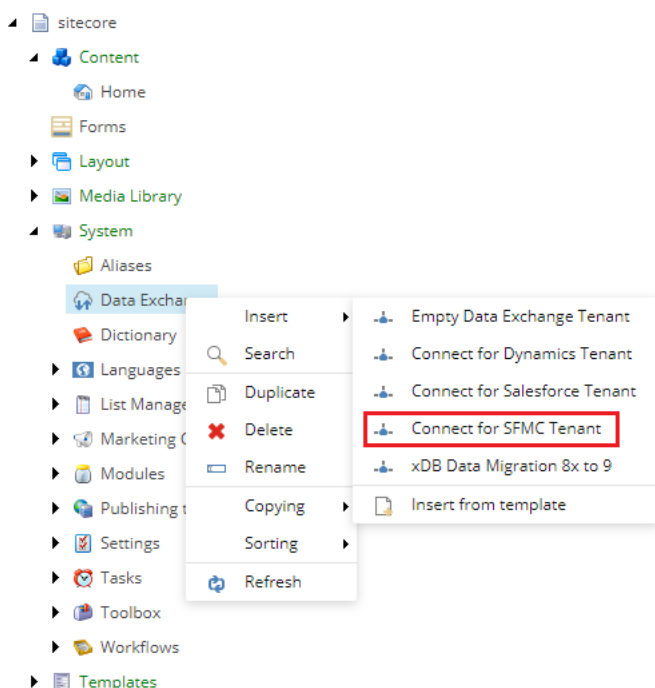 sitecore
Content
Home
Forms
Layout
Media Library
System
Aliases
Data Exchan
Dictionary
Languages
List Manage
Marketing
Modules
Publishing
Settings
Tasks
Toolbox
Workflows
Templates
Insert
Search
Duplicate
Delete
Rename
Copying
Sorting
Refresh
Empty Data Exchange Tenant
Connect for Dynamics Tenant
Connect for Salesforce Tenant
Connect for SFMC Tenant
xDB Data Migration 8x to 9
Insert from template